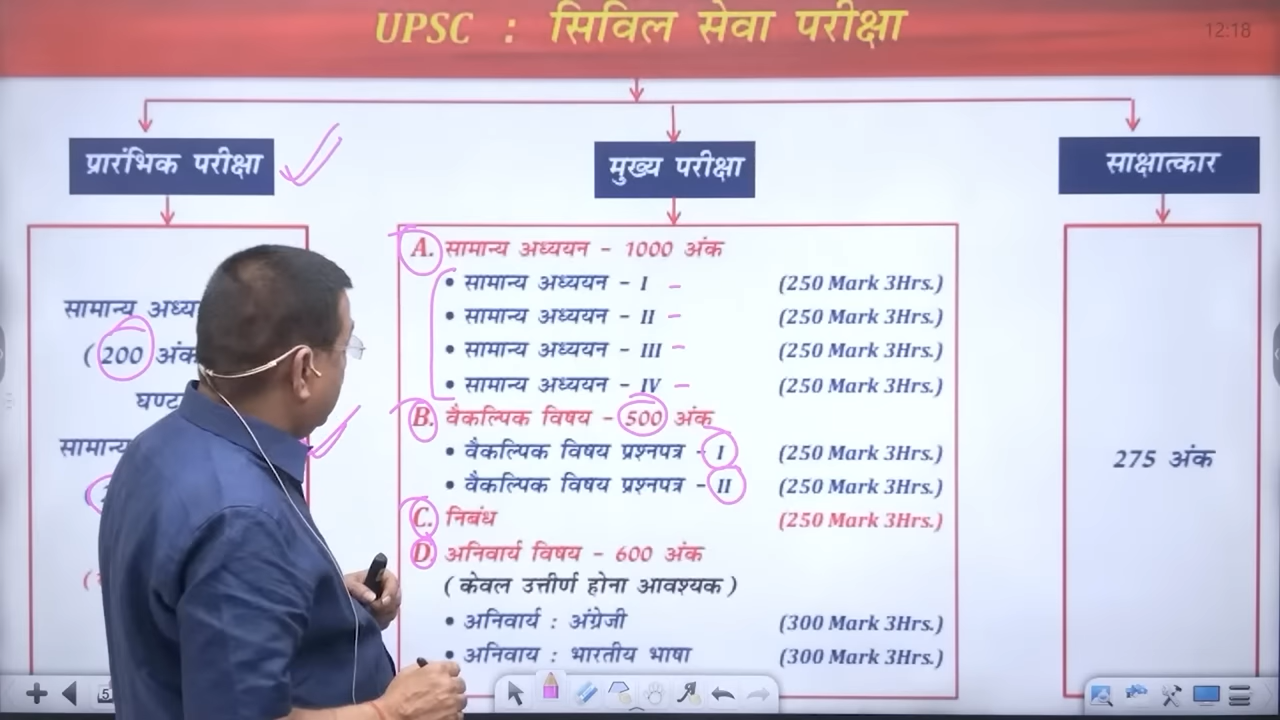 UPSC : सिविल सेवा परीक्षा
12:18
प्रारंभिक परीक्षा
सामान्य
(200 अंक
सामान्य
मुख्य परीक्षा
A. सामान्य अध्ययन - 1000 अंक
• सामान्य अध्ययन - I (250 Mark 3Hrs.)
• सामान्य अध्ययन - II (250 Mark 3Hrs.)
• सामान्य अध्ययन - III (250 Mark 3Hrs.)
• सामान्य अध्ययन - IV (250 Mark 3Hrs.)
B. वैकल्पिक विषय - 500 अंक
• वैकल्पिक विषय प्रश्नपत्र - I (250 Mark 3Hrs.)
• वैकल्पिक विषय प्रश्नपत्र - II (250 Mark 3Hrs.)
C. निबंध (250 Mark 3Hrs.)
D अनिवार्य विषय - 600 अंक
( केवल उत्तीर्ण होना आवश्यक )
• अनिवार्य : अंग्रेजी (300 Mark 3Hrs.)
• अनिवाय : भारतीय भाषा (300 Mark 3Hrs.)
साक्षात्कार
275 अंक
5